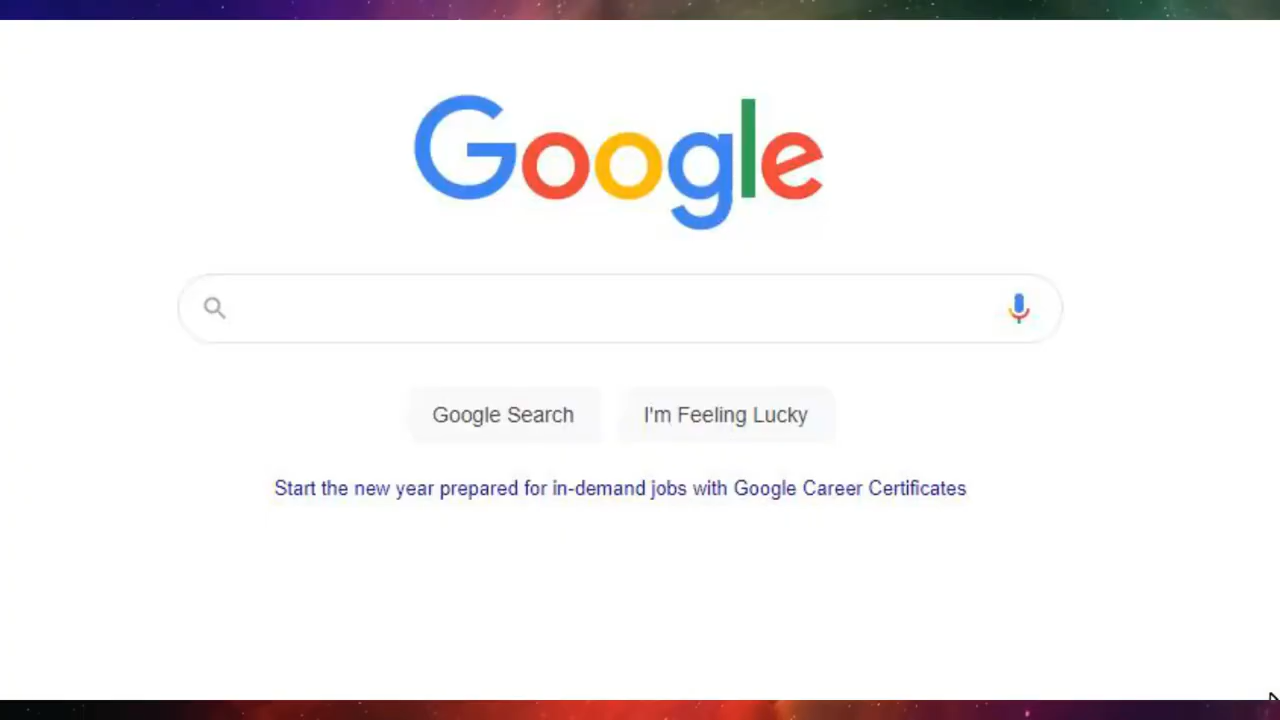 Google
Google Search
I'm Feeling Lucky
Start the new year prepared for in-demand jobs with Google Career Certificates